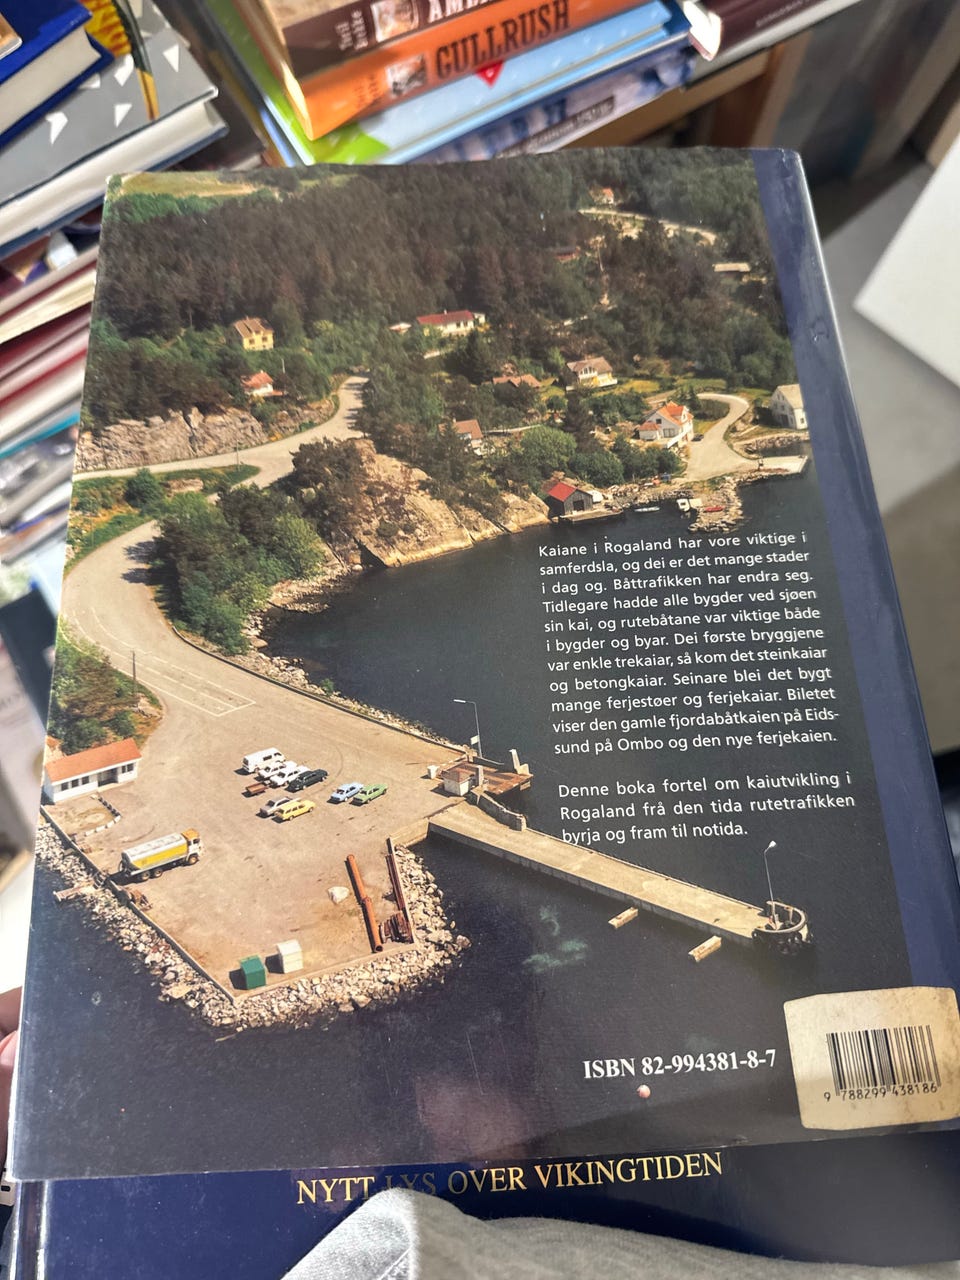 GULLRUSH
Kaiane i Rogaland har vore viktige i
samferdsla, og dei er det mange stader
i dag og. Båttrafikken har endra seg.
Tidlegare hadde alle bygder ved sjøen
sin kai, og rutebåtane var viktige både
i bygder og byar. Dei første bryggjene
var enkle trekaiar, så kom det steinkaiar
og betongkaiar. Seinare blei det bygt
mange ferjestøer og ferjekaiar. Biletet
viser den gamle fjordabåtkaien på Eids-
sund på Ombo og den nye ferjekaien.
Denne boka fortel om kaiutvikling i
Rogaland frå den tida rutetrafikken
byrja og fram til notida.
ISBN 82-994381-8-7
9 788299 438186
NYTT LYS OVER VIKINGTIDEN